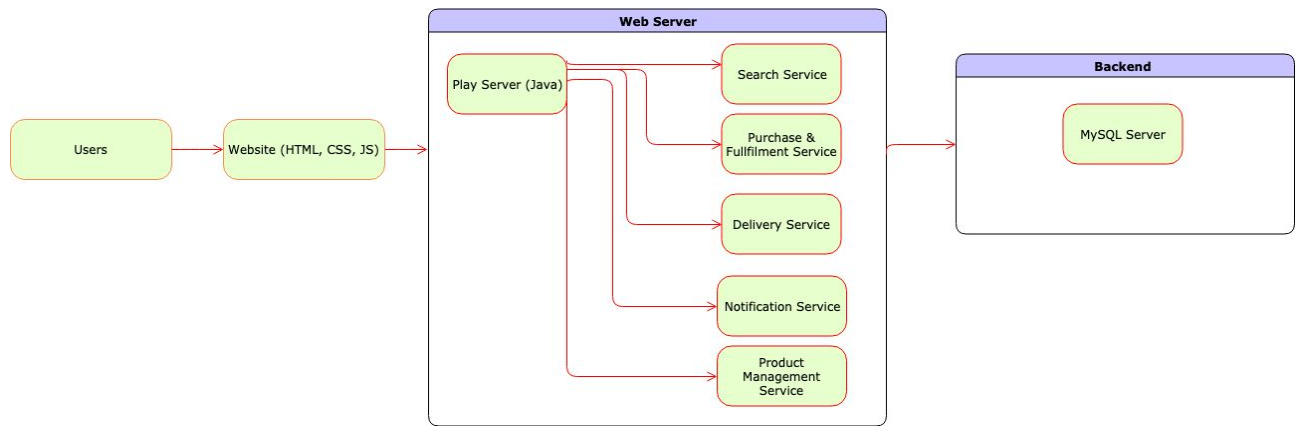 Web Server
Play Server (Java)
Search Service
Purchase &
Fullfilment Service
Delivery Service
Notification Service
Product
Management
Service
Users
Website (HTML, CSS, JS)
Backend
MySQL Server